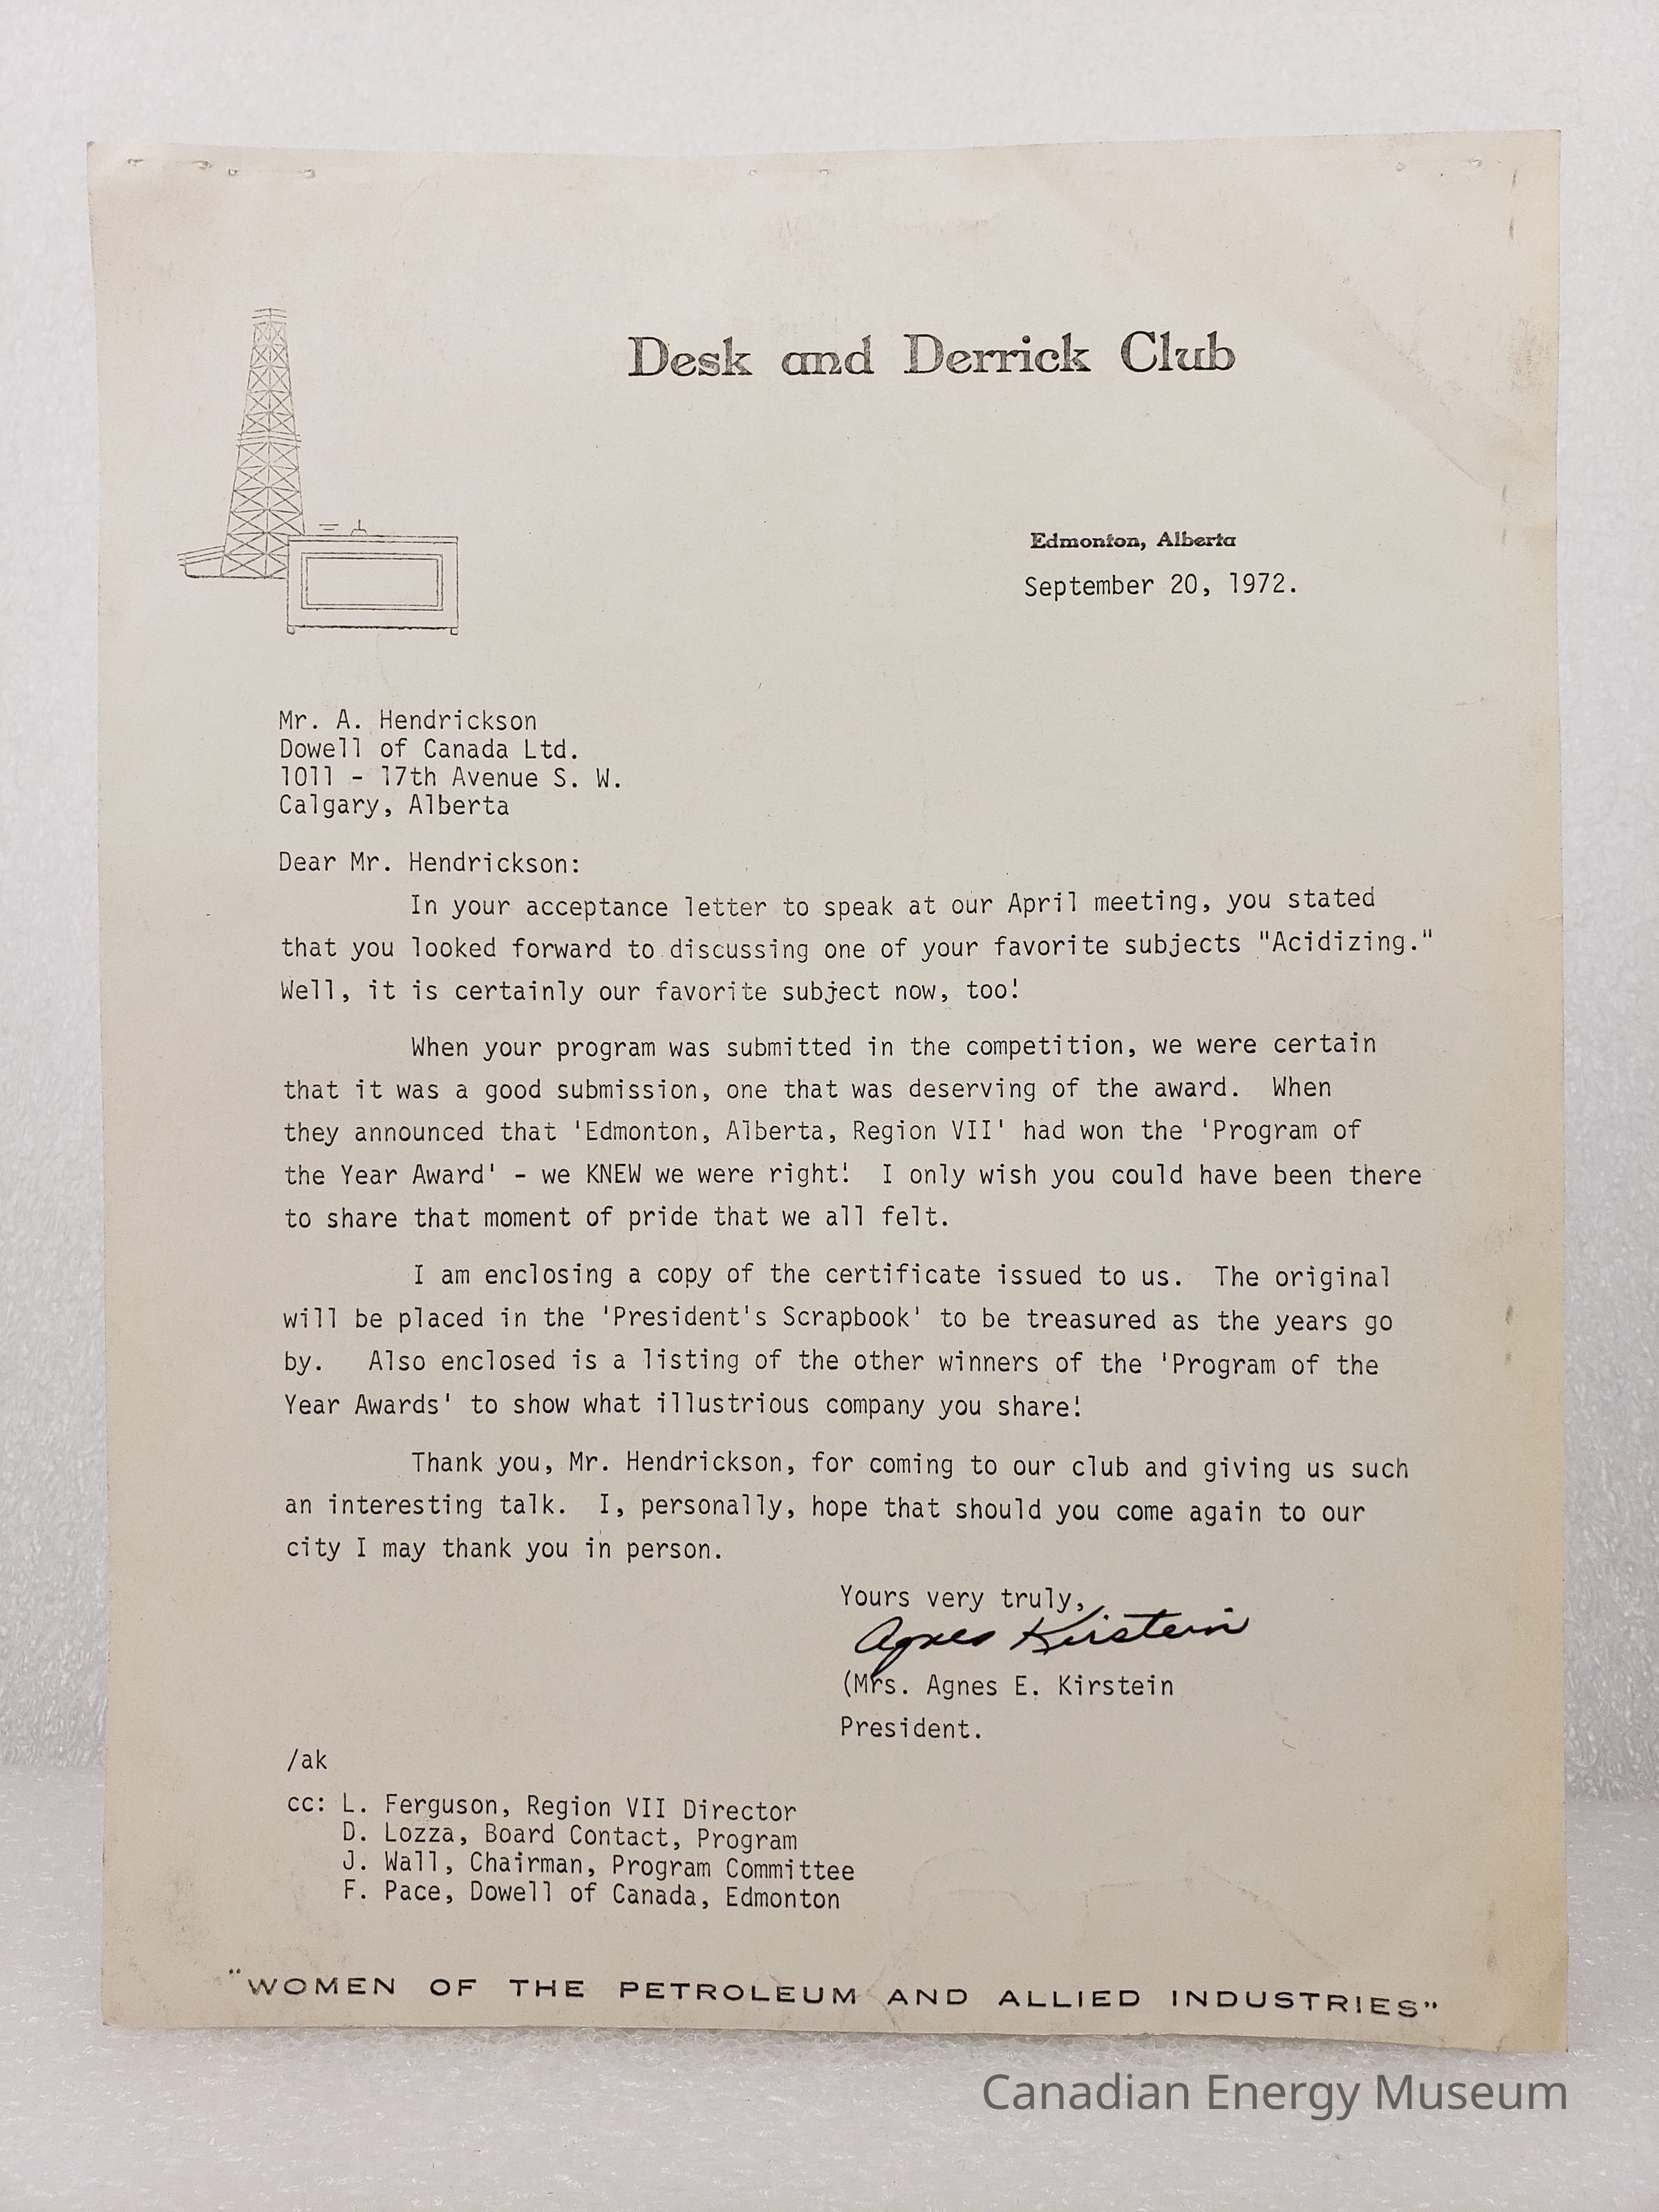 Desk and Derrick Club
Edmonton, Alberta
September 20, 1972.
Mr. A. Hendrickson
Dowell of Canada Ltd.
1011 - 17th Avenue S. W.
Calgary, Alberta
Dear Mr. Hendrickson:
In your acceptance letter to speak at our April meeting, you stated
that you looked forward to discussing one of your favorite subjects "Acidizing."
Well, it is certainly our favorite subject now, too!
When your program was submitted in the competition, we were certain
that it was a good submission, one that was deserving of the award. When
they announced that 'Edmonton, Alberta, Region VII' had won the 'Program of
the Year Award' - we KNEW we were right! I only wish you could have been there
to share that moment of pride that we all felt.
I am enclosing a copy of the certificate issued to us. The original
will be placed in the 'President's Scrapbook' to be treasured as the years go
by. Also enclosed is a listing of the other winners of the 'Program of the
Year Awards' to show what illustrious company you share!
Thank you, Mr. Hendrickson, for coming to our club and giving us such
an interesting talk. I, personally, hope that should you come again to our
city I may thank you in person.
Yours very truly,
Agnes Kirstein
(Mrs. Agnes E. Kirstein
President.
/ak
cc: L. Ferguson, Region VII Director
D. Lozza, Board Contact, Program
J. Wall, Chairman, Program Committee
F. Pace, Dowell of Canada, Edmonton
"WOMEN OF THE PETROLEUM AND ALLIED INDUSTRIES"
Canadian Energy Museum